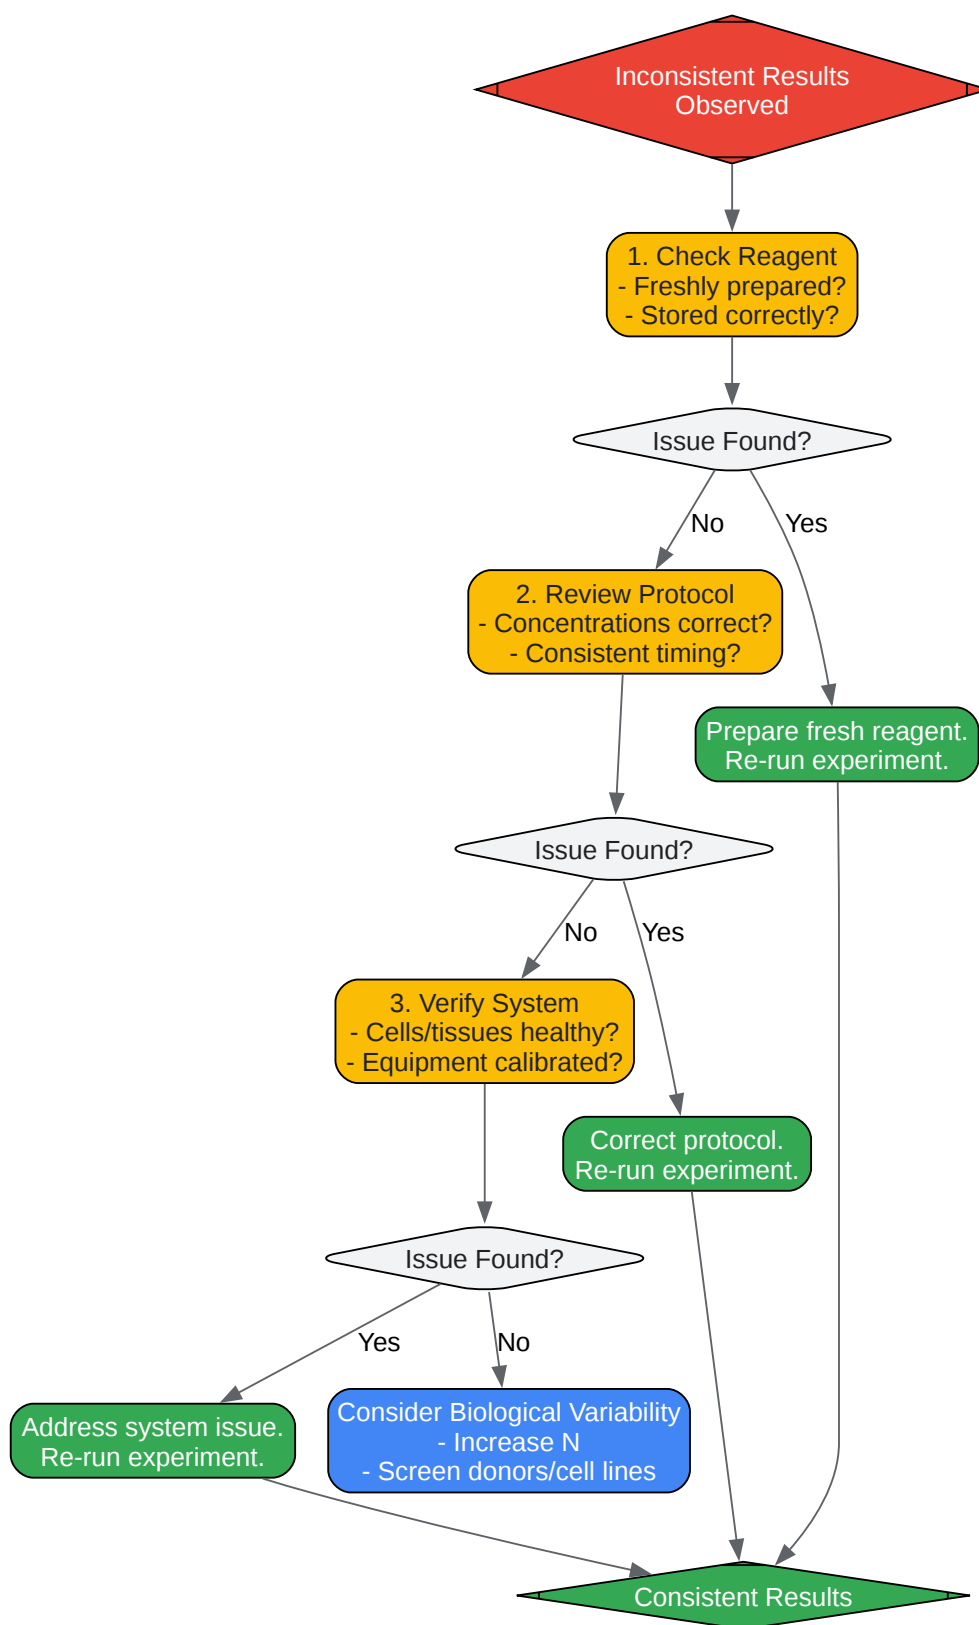 Inconsistent Results
Observed
1. Check Reagent
- Freshly prepared?
- Stored correctly?
Issue Found?
No
Yes
2. Review Protocol
- Concentrations correct?
- Consistent timing?
Prepare fresh reagent.
Re-run experiment.
Issue Found?
No
Yes
3. Verify System
- Cells/tissues healthy?
- Equipment calibrated?
Correct protocol.
Re-run experiment.
Issue Found?
Yes
No
Address system issue.
Re-run experiment.
Consider Biological Variability
- Increase N
- Screen donors/cell lines
Consistent Results